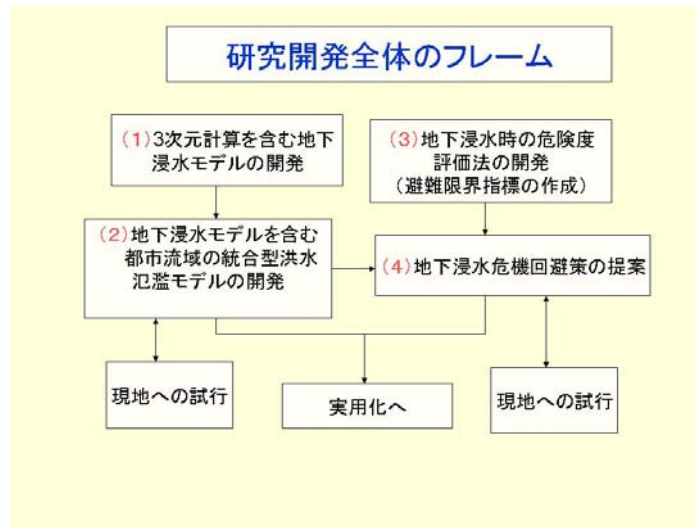 研究開発全体のフレーム
(1)3次元計算を含む地下
浸水モデルの開発
(3)地下浸水時の危険度
評価法の開発
(避難限界指標の作成)
(2)地下浸水モデルを含む
都市流域の統合型洪水
氾濫モデルの開発
(4)地下浸水危機回避策の提案
現地への試行
実用化へ
現地への試行